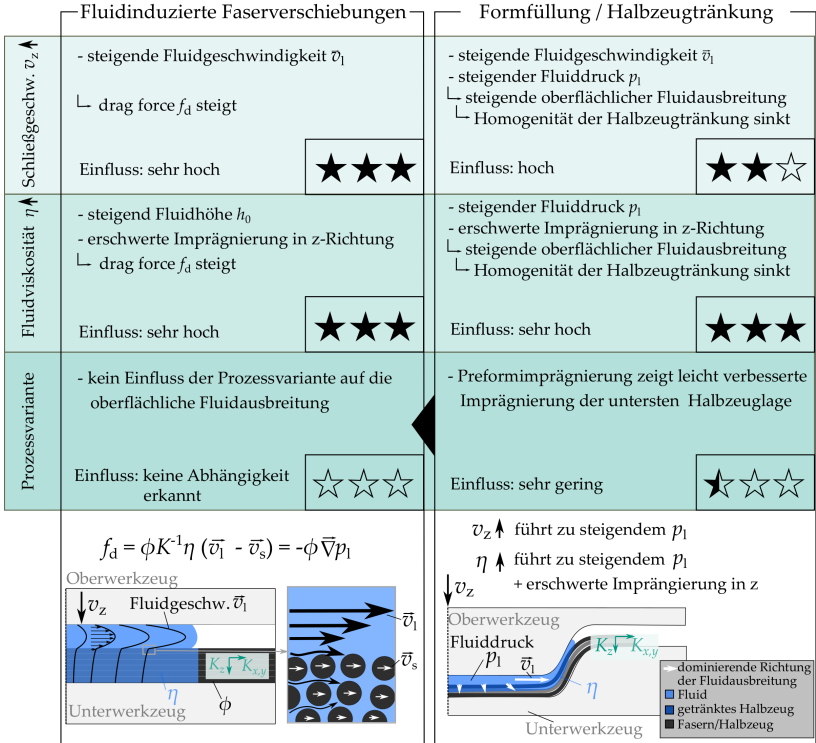 Fluidinduzierte Faserverschiebungen
Formfüllung / Halbzeugtränkung
Schließgeschw. v_z
- steigende Fluidgeschwindigkeit v̄_l
drag force f_d steigt
Einfluss: sehr hoch
- steigende Fluidgeschwindigkeit v̄_l
- steigender Fluiddruck p_l
steigende oberflächlicher Fluidausbreitung
Homogenität der Halbzeugtränkung sinkt
Einfluss: hoch
Fluidviskosität η
- steigend Fluidhöhe h_0
- erschwerte Imprägnierung in z-Richtung
drag force f_d steigt
Einfluss: sehr hoch
- steigender Fluiddruck p_l
- erschwerte Imprägnierung in z-Richtung
steigende oberflächlicher Fluidausbreitung
Homogenität der Halbzeugtränkung sinkt
Einfluss: sehr hoch
Prozessvariante
- kein Einfluss der Prozessvariante auf die
oberflächliche Fluidausbreitung
Einfluss: keine Abhängigkeit
erkannt
- Preformimprägnierung zeigt leicht verbesserte
Imprägnierung der untersten Halbzeuglage
Einfluss: sehr gering
f_d = ϕK⁻¹η (v⃗_l - v⃗_s) = -ϕ∇⃗p_l
Oberwerkzeug
v_z
Fluidgeschw. v⃗_l
K_z K_x,y
η
ϕ
Unterwerkzeug
v⃗_l
v⃗_s
v_z führt zu steigendem p_l
η führt zu steigendem p_l
+ erschwerte Imprängierung in z
v_z
Oberwerkzeug
Fluiddruck
p_l
v⃗_l
K_z K_x,y
η
Unterwerkzeug
dominierende Richtung
der Fluidausbreitung
Fluid
getränktes Halbzeug
Fasern/Halbzeug